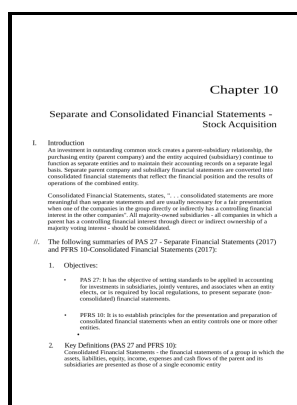 Chapter 10
Separate and Consolidated Financial Statements -
Stock Acquisition
I. Introduction
An investment in outstanding common stock creates a parent-subsidiary relationship, the
purchasing entity (parent company) and the entity acquired (subsidiary) continue to
function as separate entities and to maintain their accounting records on a separate legal
basis. Separate parent company and subsidiary financial statements are converted into
consolidated financial statements that reflect the financial position and the results of
operations of the combined entity.
Consolidated Financial Statements, states, ". . . consolidated statements are more
meaningful than separate statements and are usually necessary for a fair presentation
when one of the companies in the group directly or indirectly has a controlling financial
interest in the other companies". All majority-owned subsidiaries - all companies in which a
parent has a controlling financial interest through direct or indirect ownership of a
majority voting interest - should be consolidated.
//. The following summaries of PAS 27 - Separate Financial Statements (2017)
and PFRS 10-Consolidated Financial Statements (2017):
1. Objectives:
• PAS 27: It has the objective of setting standards to be applied in accounting
for investments in subsidiaries, jointly ventures, and associates when an entity
elects, or is required by local regulations, to present separate (non-
consolidated) financial statements.
• PFRS 10: It is to establish principles for the presentation and preparation of
consolidated financial statements when an entity controls one or more other
entities.
•
2. Key Definitions (PAS 27 and PFRS 10):
Consolidated Financial Statements - the financial statements of a group in which the
assets, liabilities, equity, income, expenses and cash flows of the parent and its
subsidiaries are presented as those of a single economic entity